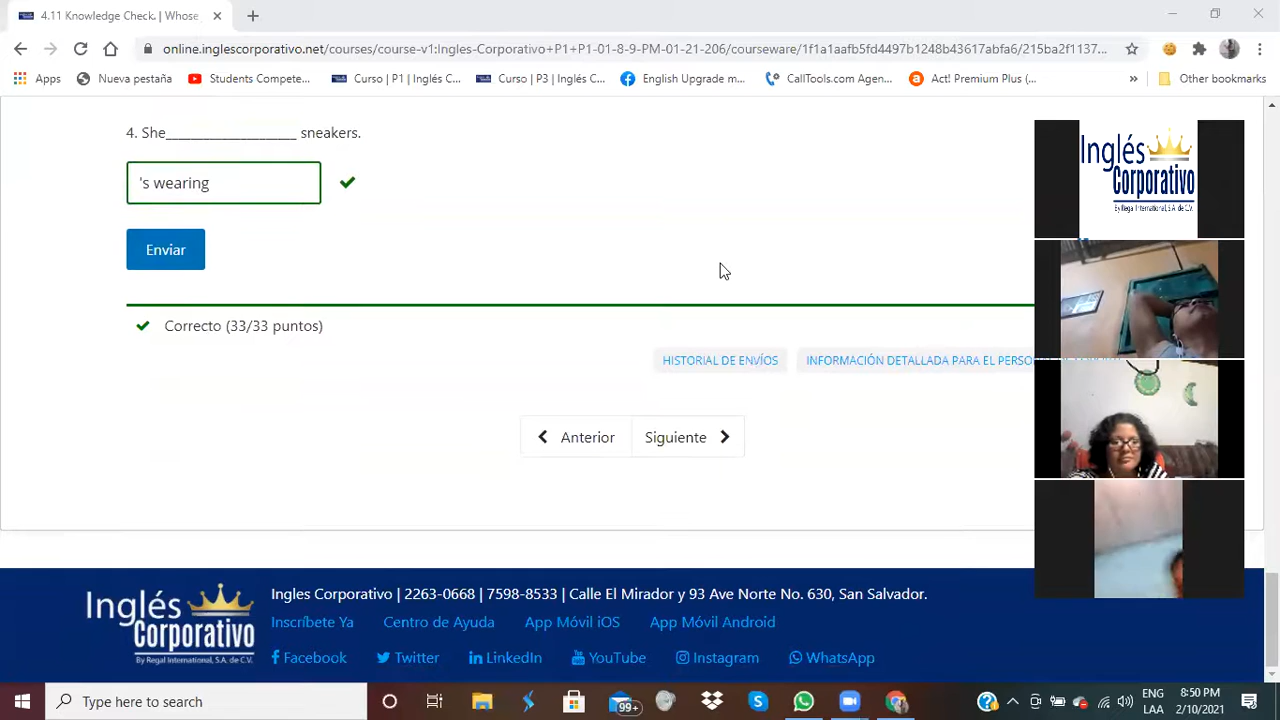 4.11 Knowledge Check. | Whose
online.inglescorporativo.net/courses/course-v1:Ingles-Corporativo+P1+P1-01-8-9-PM-01-21-206/courseware/1f1a1aafb5fd4497b1248b43617abfa6/215ba2f1137...
Apps Nueva pestaña Students Compete... Curso | P1 | Inglés C... Curso | P3 | Inglés C... English Upgrade m... CallTools.com Agen... Act! Premium Plus (... » Other bookmarks
4. She____________________ sneakers.
's wearing
Enviar
Correcto (33/33 puntos)
HISTORIAL DE ENVÍOS INFORMACIÓN DETALLADA PARA EL PERSO
Anterior Siguiente
Inglés
Corporativo
By Regal International, S.A. de C.V.
Inglés
Corporativo
By Regal International, S.A. de C.V.
Ingles Corporativo | 2263-0668 | 7598-8533 | Calle El Mirador y 93 Ave Norte No. 630, San Salvador.
Inscríbete Ya Centro de Ayuda App Móvil iOS App Móvil Android
Facebook Twitter LinkedIn YouTube Instagram WhatsApp
Type here to search
99+
ENG 8:50 PM
LAA 2/10/2021